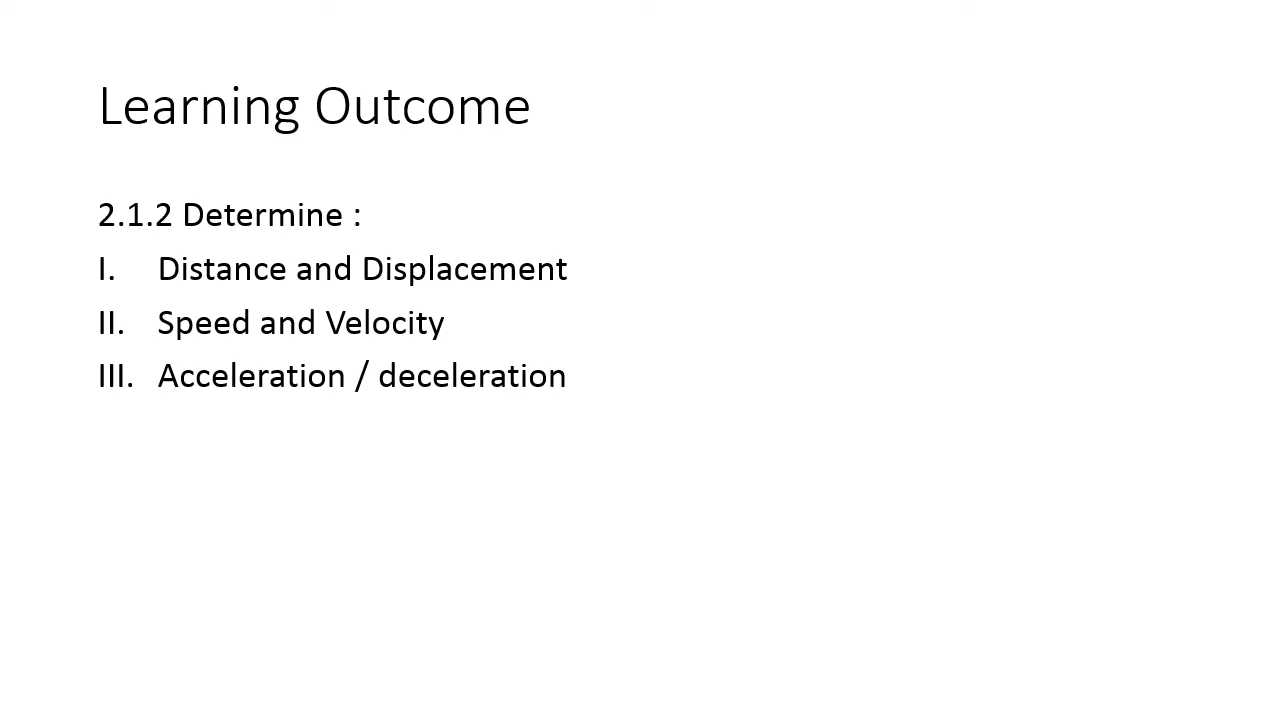 Learning Outcome
2.1.2 Determine :
I. Distance and Displacement
II. Speed and Velocity
III. Acceleration / deceleration